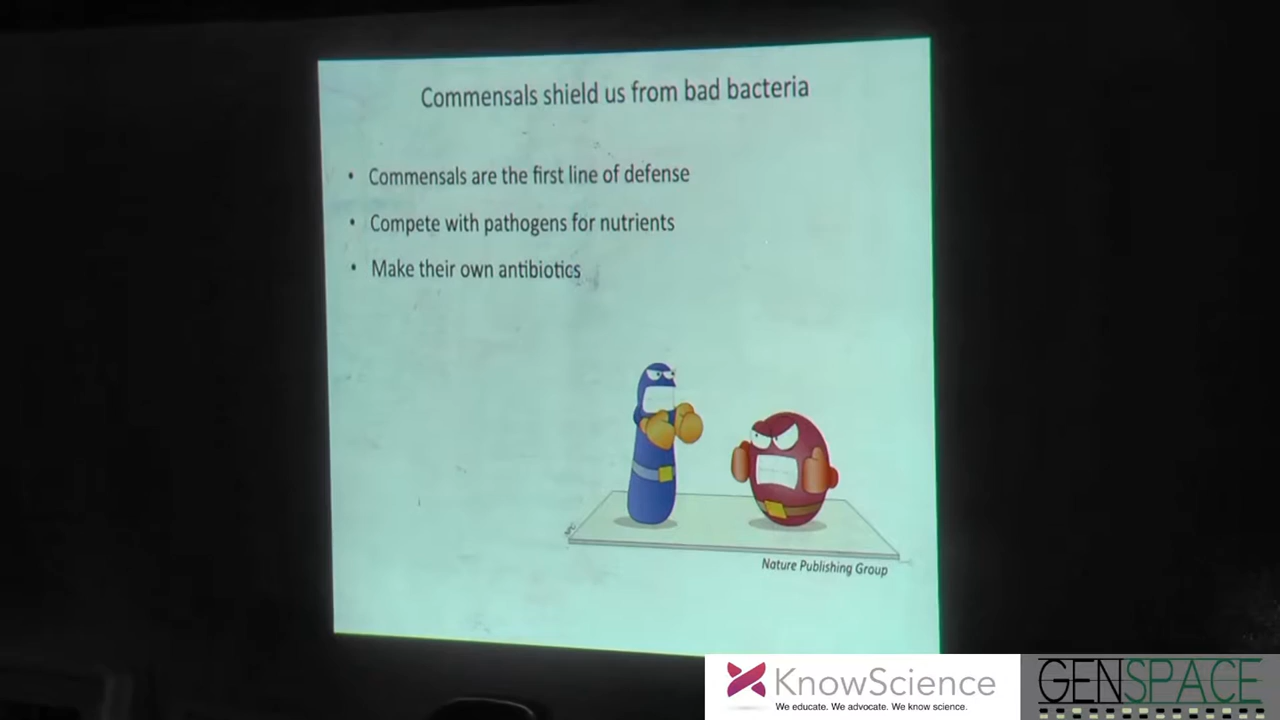 Commensals shield us from bad bacteria
• Commensals are the first line of defense
• Compete with pathogens for nutrients
• Make their own antibiotics
Nature Publishing Group
KnowScience
We educate. We advocate. We know science.
GENSPACE